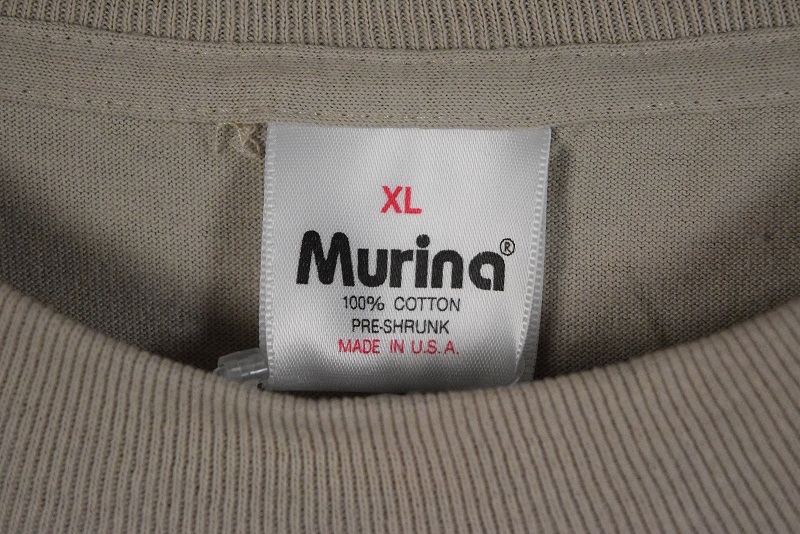 XL
Murina®
100% COTTON
PRE-SHRUNK
MADE IN U.S.A.